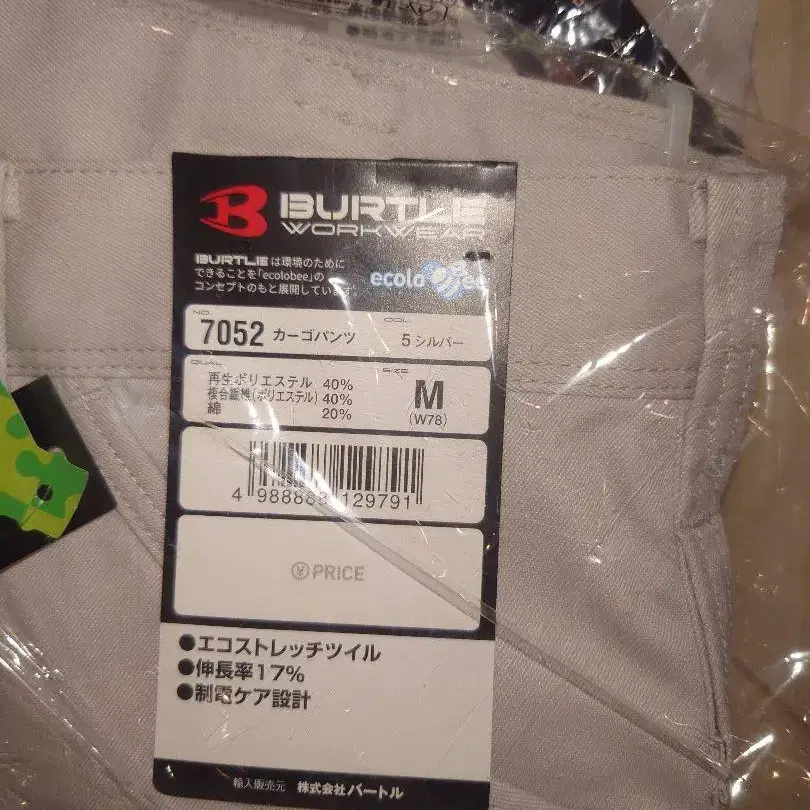 BURTLE
WORKWEAR
BURTLEは環境のために
できることを「ecolobee」の
コンセプトのもと展開しています。
ecolobee
NO.
7052 カーゴパンツ
COL.
5 シルバー
QUAL.
再生ポリエステル 40%
複合繊維(ポリエステル) 40%
綿 20%
SIZE.
M
(W78)
4 988888 129791
PRICE
●エコストレッチツイル
●伸長率17%
●制電ケア設計
輸入販売元 株式会社バートル